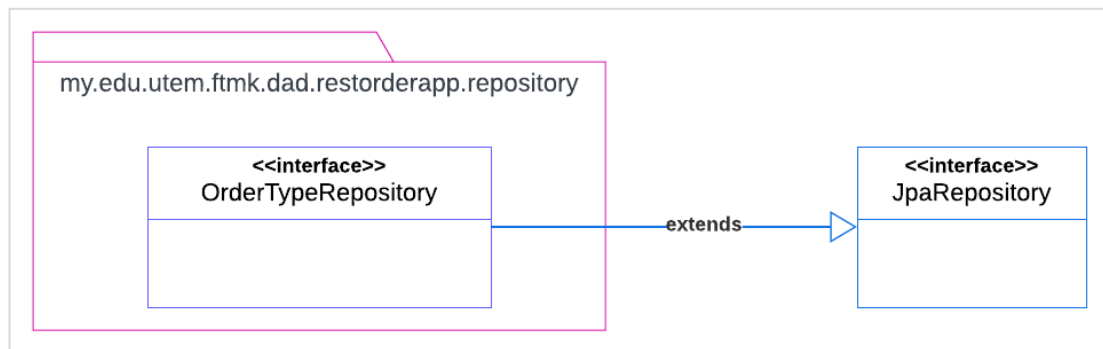 my.edu.utem.ftmk.dad.restorderapp.repository
<<interface>>
OrderTypeRepository
extends
<<interface>>
JpaRepository